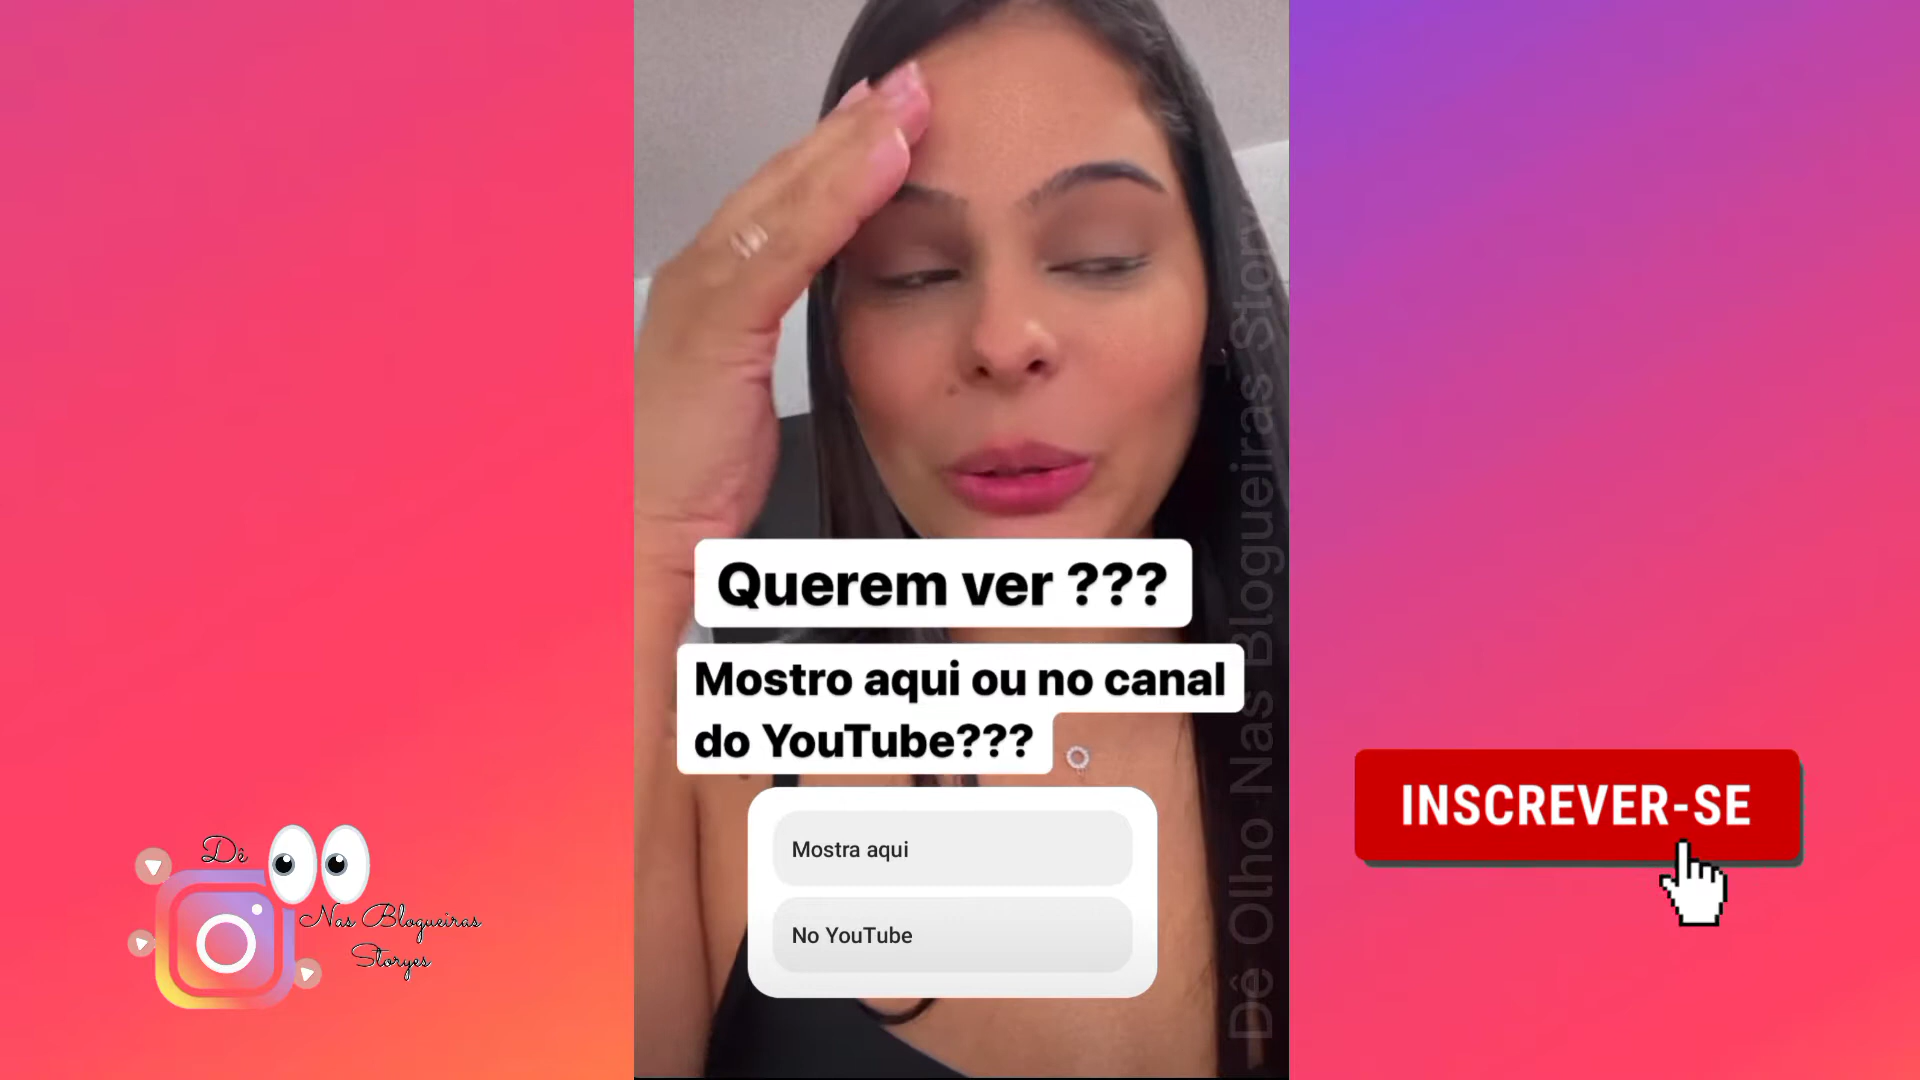 Querem ver ???
Mostro aqui ou no canal
do YouTube???
Mostra aqui
No YouTube
INSCREVER-SE
Dê
Nas Blogueiras
Storyes
Dê Olho Nas Blogueiras Story